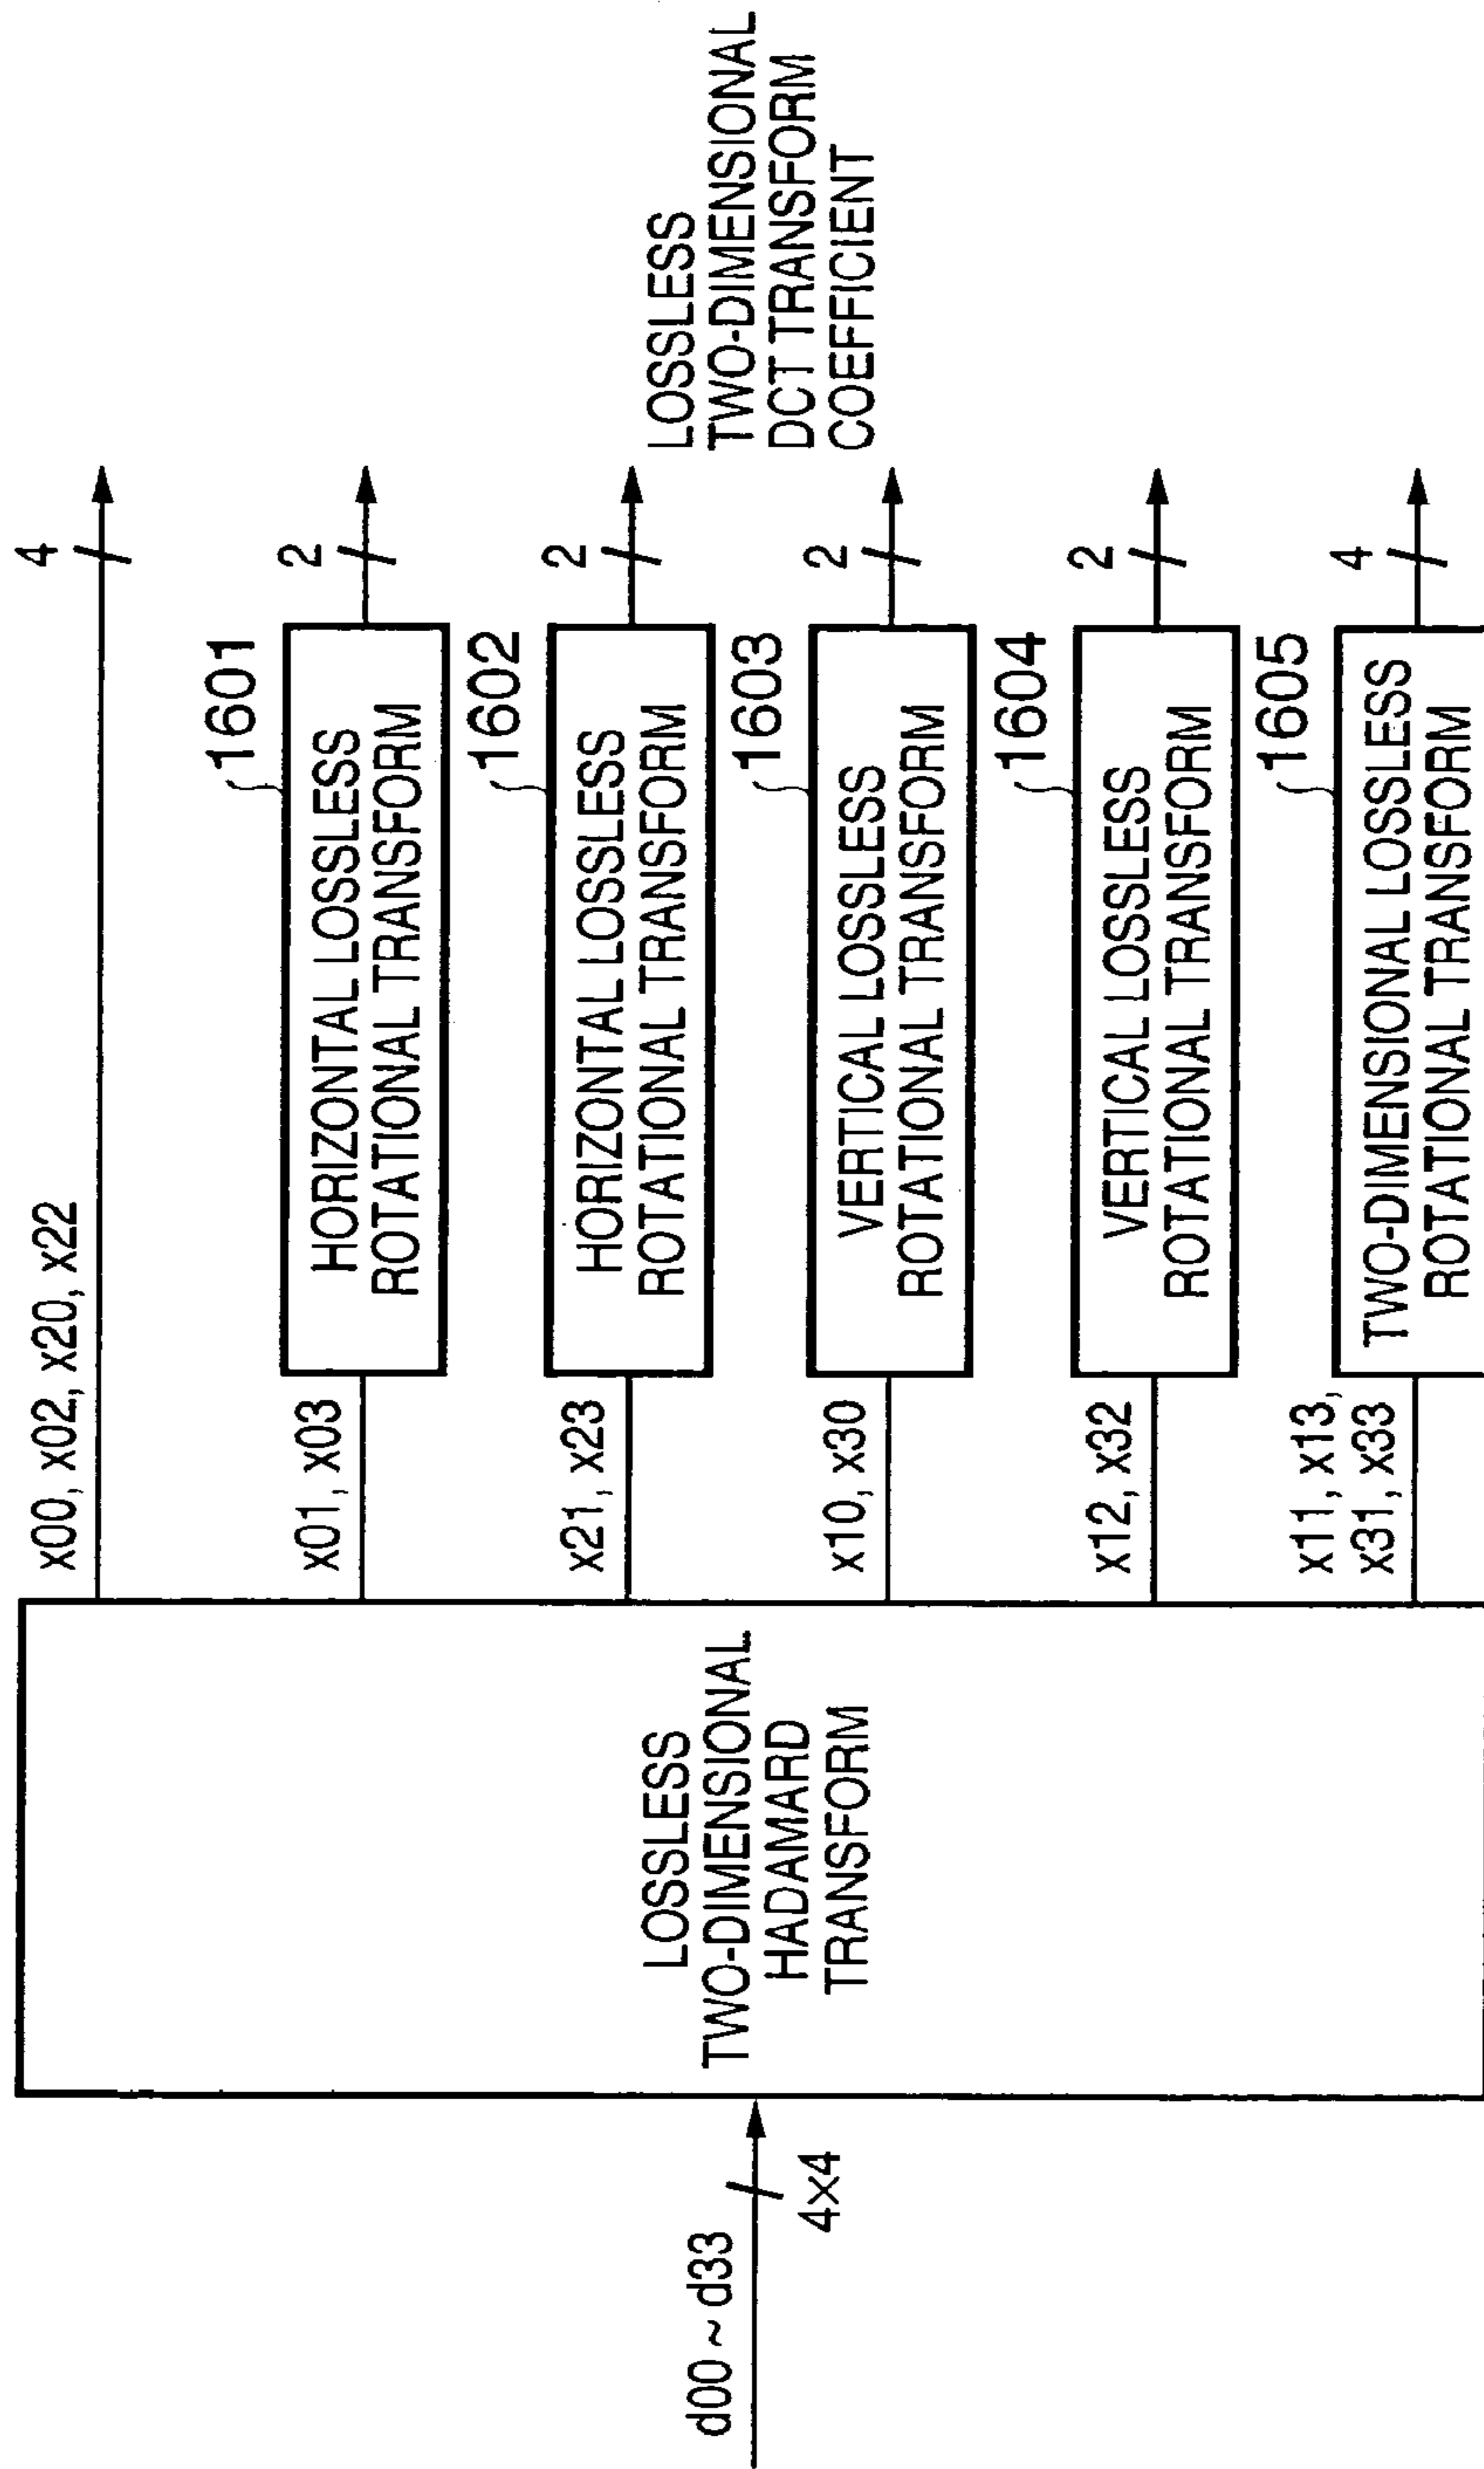 d00 ~ d33
4×4
LOSSLESS
TWO-DIMENSIONAL
HADAMARD
TRANSFORM
x00, x02, x20, x22
4
x01, x03
1601
HORIZONTAL LOSSLESS
ROTATIONAL TRANSFORM
2
x21, x23
1602
HORIZONTAL LOSSLESS
ROTATIONAL TRANSFORM
2
x10, x30
1603
VERTICAL LOSSLESS
ROTATIONAL TRANSFORM
2
x12, x32
1604
VERTICAL LOSSLESS
ROTATIONAL TRANSFORM
2
x11, x13,
x31, x33
1605
TWO-DIMENSIONAL LOSSLESS
ROTATIONAL TRANSFORM
4
LOSSLESS
TWO-DIMENSIONAL
DCT TRANSFORM
COEFFICIENT